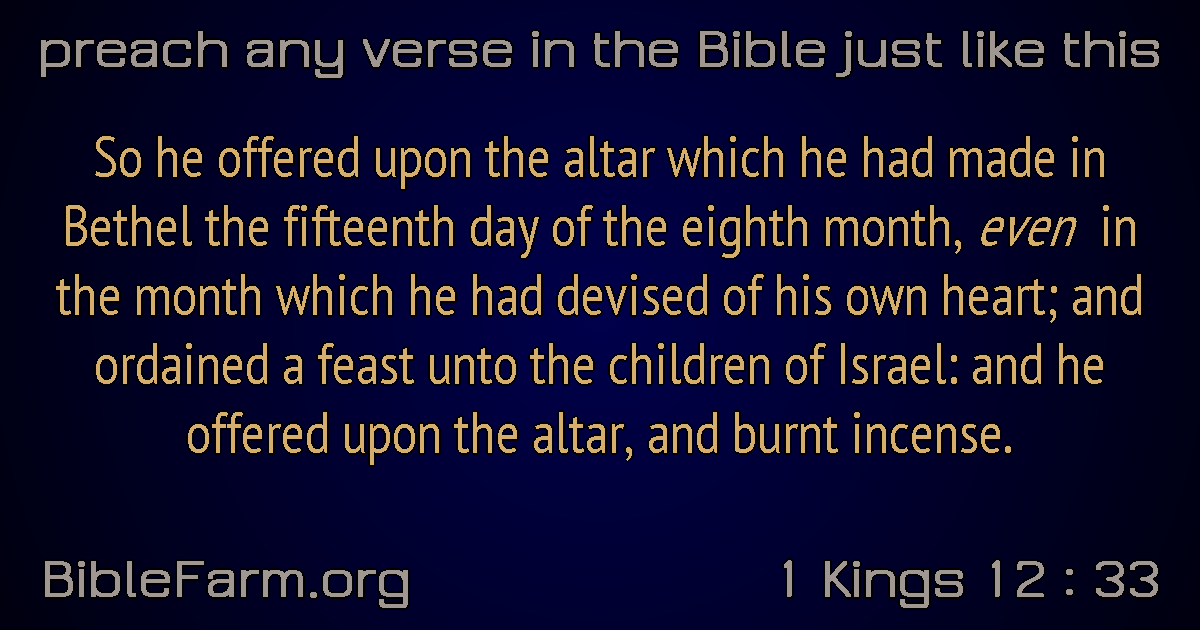 preach any verse in the Bible just like this
So he offered upon the altar which he had made in
Bethel the fifteenth day of the eighth month, even in
the month which he had devised of his own heart; and
ordained a feast unto the children of Israel: and he
offered upon the altar, and burnt incense.
BibleFarm.org
1 Kings 12 : 33